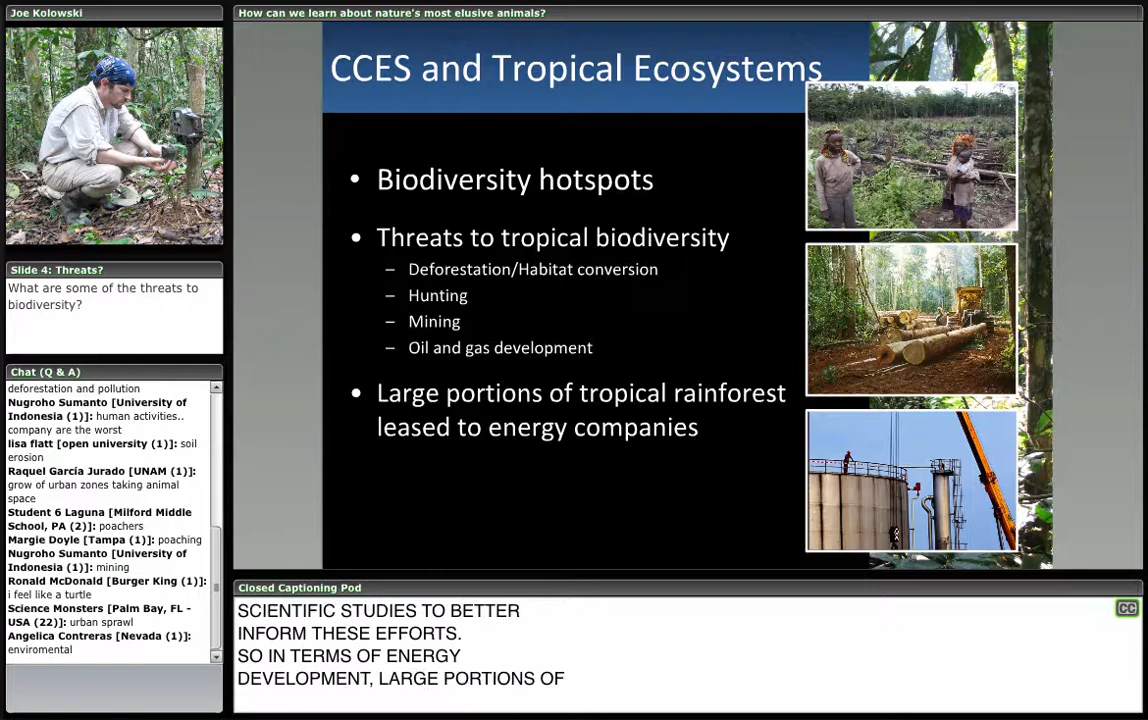 Joe Kolowski
How can we learn about nature's most elusive animals?
CCES and Tropical Ecosystems
• Biodiversity hotspots
• Threats to tropical biodiversity
– Deforestation/Habitat conversion
– Hunting
– Mining
– Oil and gas development
• Large portions of tropical rainforest
leased to energy companies
Slide 4: Threats?
What are some of the threats to
biodiversity?
Chat (Q & A)
deforestation and pollution
Nugroho Sumanto [University of
Indonesia (1)]: human activities..
company are the worst
lisa flatt [open university (1)]: soil
erosion
Raquel García Jurado [UNAM (1)]:
grow of urban zones taking animal
space
Student 6 Laguna [Milford Middle
School, PA (2)]: poachers
Margie Doyle [Tampa (1)]: poaching
Nugroho Sumanto [University of
Indonesia (1)]: mining
Ronald McDonald [Burger King (1)]:
i feel like a turtle
Science Monsters [Palm Bay, FL -
USA (22)]: urban sprawl
Angelica Contreras [Nevada (1)]:
enviromental
Closed Captioning Pod
SCIENTIFIC STUDIES TO BETTER
INFORM THESE EFFORTS.
SO IN TERMS OF ENERGY
DEVELOPMENT, LARGE PORTIONS OF
CC